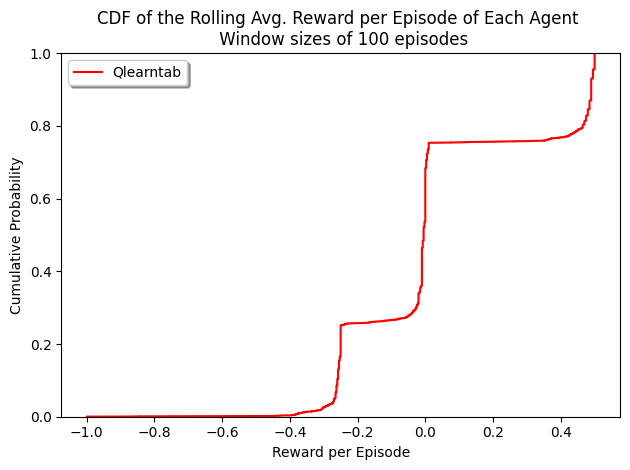 CDF of the Rolling Avg. Reward per Episode of Each Agent
Window sizes of 100 episodes
Qlearntab
Cumulative Probability
1.0
0.8
0.6
0.4
0.2
0.0
−1.0 −0.8 −0.6 −0.4 −0.2 0.0 0.2 0.4
Reward per Episode